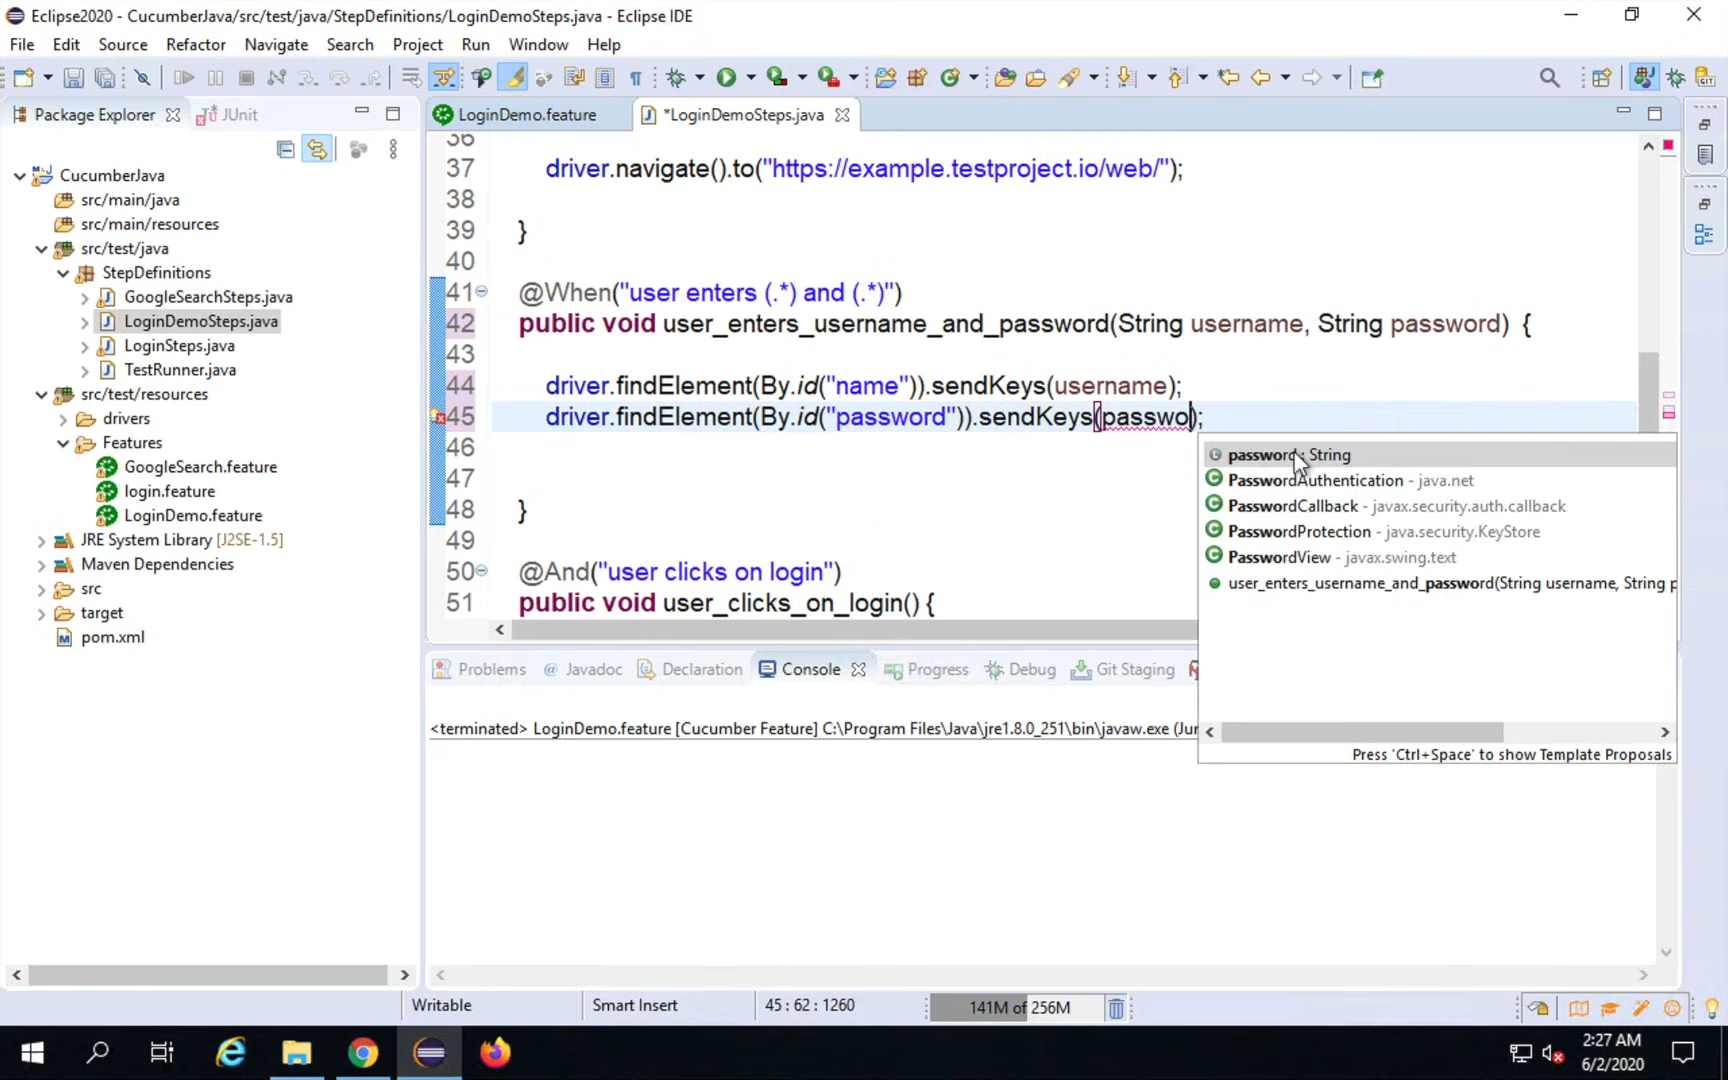 Eclipse2020 - CucumberJava/src/test/java/StepDefinitions/LoginDemoSteps.java - Eclipse IDE
File Edit Source Refactor Navigate Search Project Run Window Help
Package Explorer
JUnit
LoginDemo.feature
*LoginDemoSteps.java
CucumberJava
src/main/java
src/main/resources
src/test/java
StepDefinitions
GoogleSearchSteps.java
LoginDemoSteps.java
LoginSteps.java
TestRunner.java
src/test/resources
drivers
Features
GoogleSearch.feature
login.feature
LoginDemo.feature
JRE System Library [J2SE-1.5]
Maven Dependencies
src
target
pom.xml
36
37 driver.navigate().to("https://example.testproject.io/web/");
38
39 }
40
41 @When("user enters (.*) and (.*)")
42 public void user_enters_username_and_password(String username, String password) {
43
44 driver.findElement(By.id("name")).sendKeys(username);
45 driver.findElement(By.id("password")).sendKeys(passwo);
46
47
48 }
49
50 @And("user clicks on login")
51 public void user_clicks_on_login() {
password : String
PasswordAuthentication - java.net
PasswordCallback - javax.security.auth.callback
PasswordProtection - java.security.KeyStore
PasswordView - javax.swing.text
user_enters_username_and_password(String username, String p
Press 'Ctrl+Space' to show Template Proposals
Problems
@ Javadoc
Declaration
Console
Progress
Debug
Git Staging
<terminated> LoginDemo.feature [Cucumber Feature] C:\Program Files\Java\jre1.8.0_251\bin\javaw.exe (Jur
Writable
Smart Insert
45 : 62 : 1260
141M of 256M
2:27 AM
6/2/2020